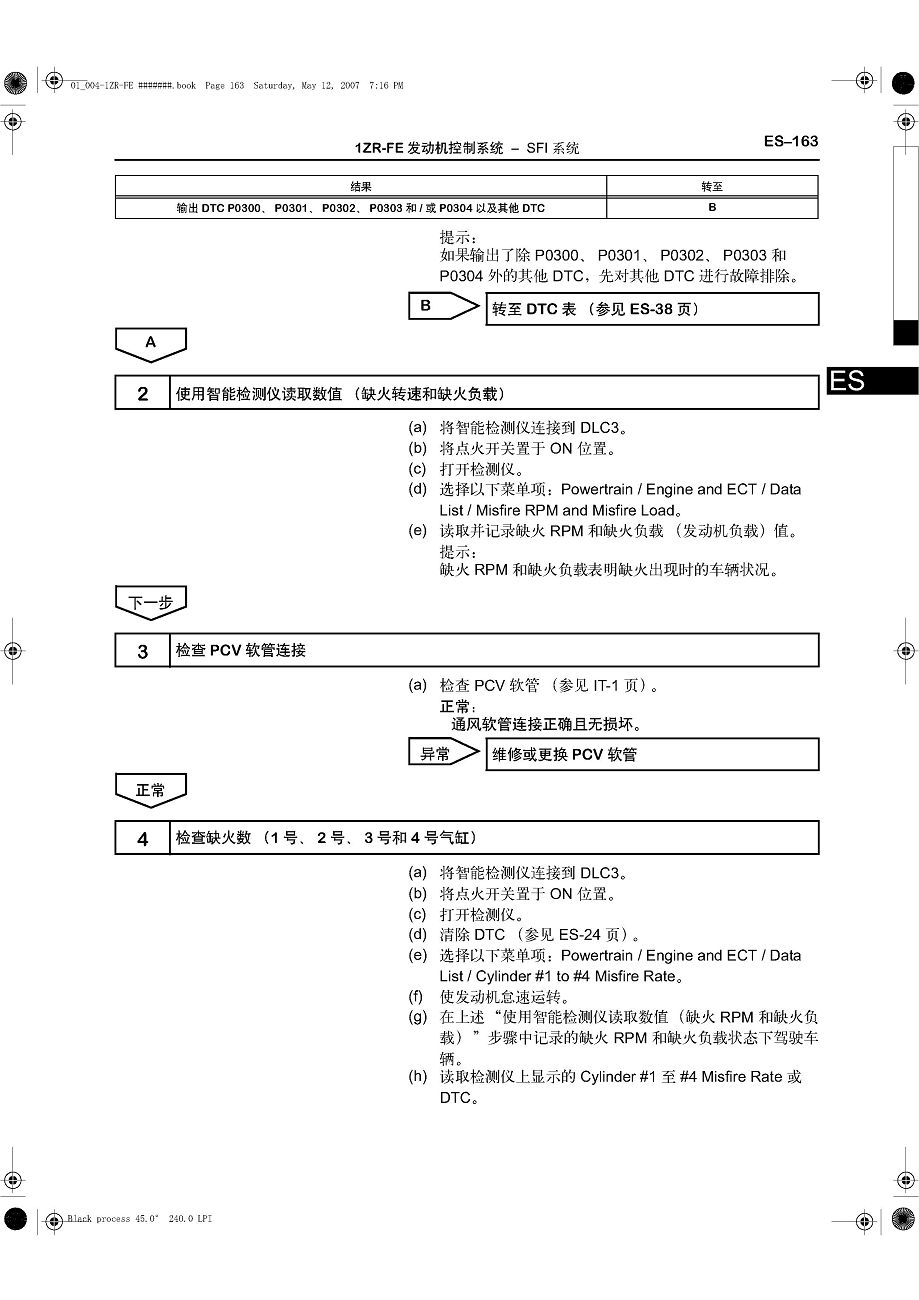 01_004-1ZR-FE #######.book Page 163 Saturday, May 12, 2007 7:16 PM
1ZR-FE 发动机控制系统 – SFI 系统
ES–163
结果 转至
输出 DTC P0300、 P0301、 P0302、 P0303 和 / 或 P0304 以及其他 DTC B
提示：
如果输出了除 P0300、 P0301、 P0302、 P0303 和
P0304 外的其他 DTC，先对其他 DTC 进行故障排除。
B 转至 DTC 表 （参见 ES-38 页）
A
ES
2 使用智能检测仪读取数值 （缺火转速和缺火负载）
(a) 将智能检测仪连接到 DLC3。
(b) 将点火开关置于 ON 位置。
(c) 打开检测仪。
(d) 选择以下菜单项：Powertrain / Engine and ECT / Data
List / Misfire RPM and Misfire Load。
(e) 读取并记录缺火 RPM 和缺火负载 （发动机负载）值。
提示：
缺火 RPM 和缺火负载表明缺火出现时的车辆状况。
下一步
3 检查 PCV 软管连接
(a) 检查 PCV 软管 （参见 IT-1 页）。
正常：
通风软管连接正确且无损坏。
异常 维修或更换 PCV 软管
正常
4 检查缺火数 （1 号、 2 号、 3 号和 4 号气缸）
(a) 将智能检测仪连接到 DLC3。
(b) 将点火开关置于 ON 位置。
(c) 打开检测仪。
(d) 清除 DTC （参见 ES-24 页）。
(e) 选择以下菜单项：Powertrain / Engine and ECT / Data
List / Cylinder #1 to #4 Misfire Rate。
(f) 使发动机怠速运转。
(g) 在上述 “使用智能检测仪读取数值（缺火 RPM 和缺火负
载） ” 步骤中记录的缺火 RPM 和缺火负载状态下驾驶车
辆。
(h) 读取检测仪上显示的 Cylinder #1 至 #4 Misfire Rate 或
DTC。
Black process 45.0° 240.0 LPI